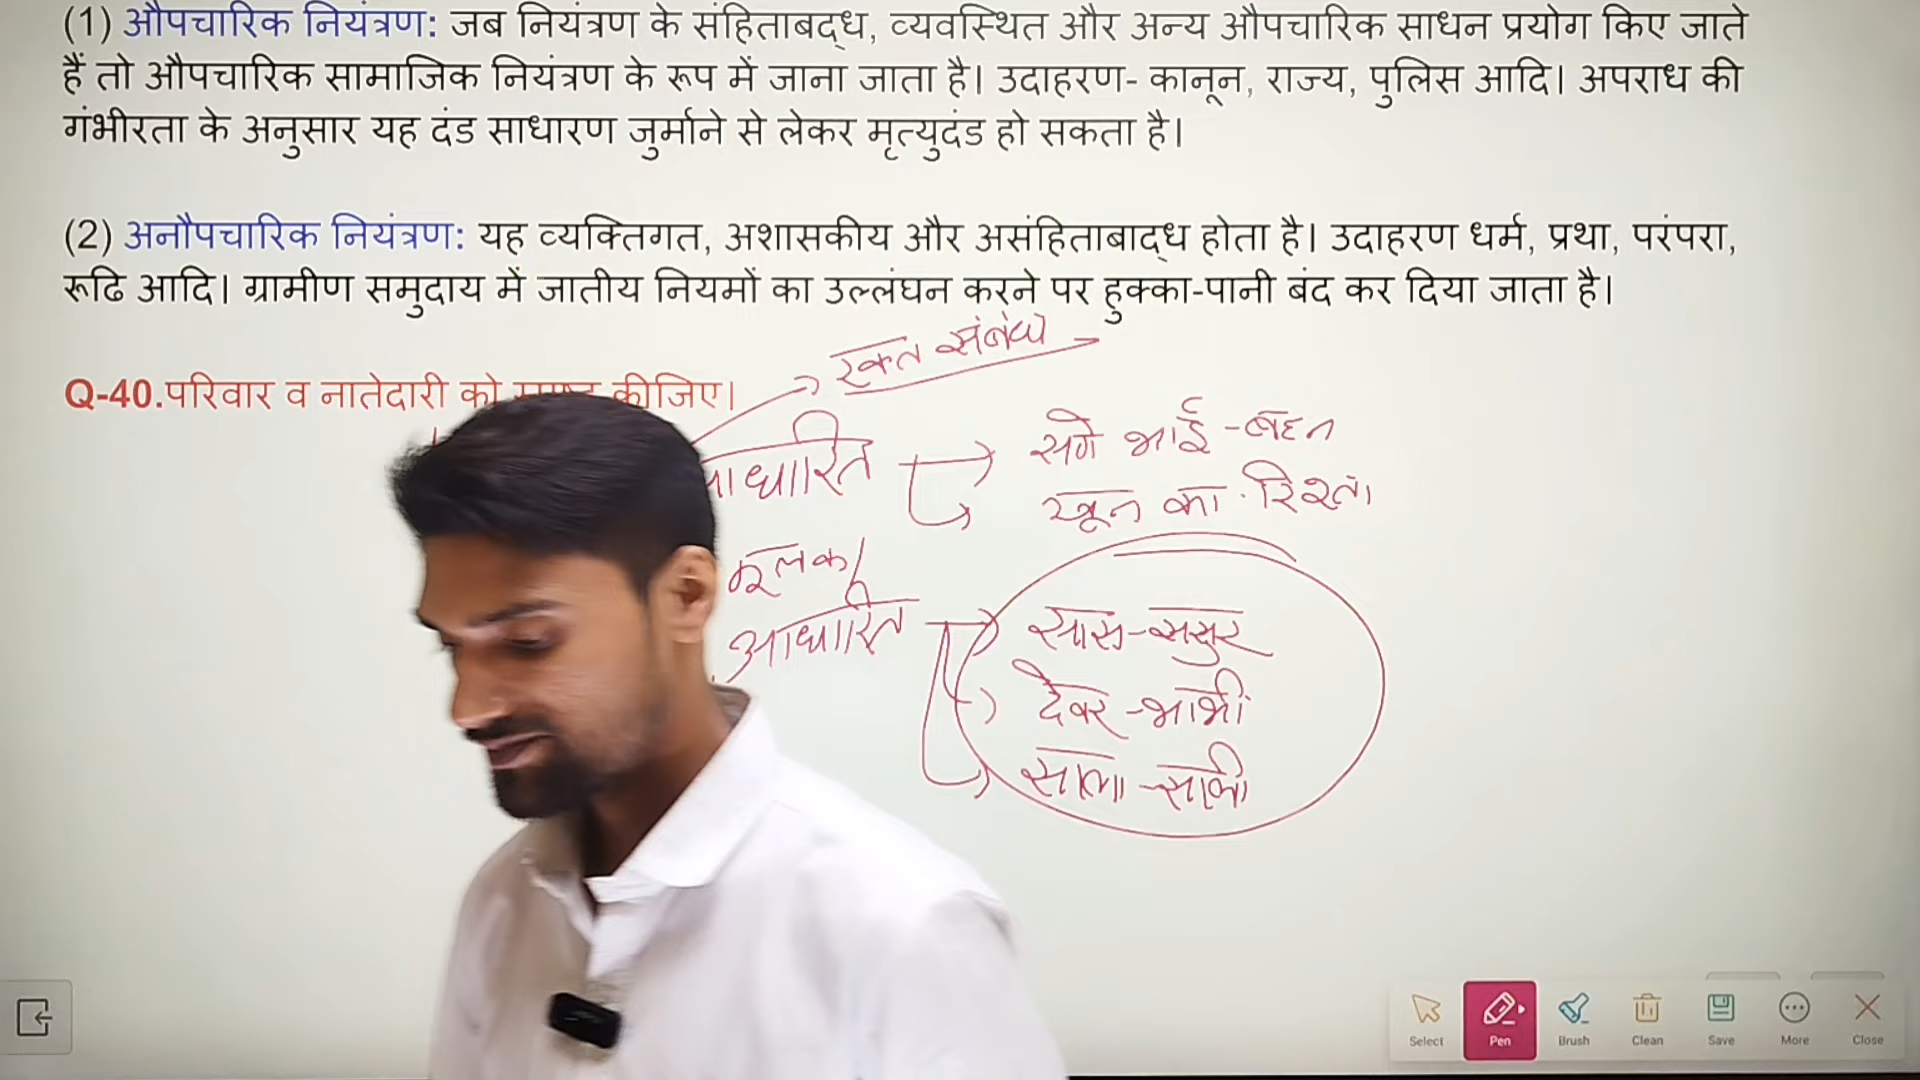 (1) औपचारिक नियंत्रण: जब नियंत्रण के संहिताबद्ध, व्यवस्थित और अन्य औपचारिक साधन प्रयोग किए जाते
हैं तो औपचारिक सामाजिक नियंत्रण के रूप में जाना जाता है। उदाहरण- कानून, राज्य, पुलिस आदि। अपराध की
गंभीरता के अनुसार यह दंड साधारण जुर्माने से लेकर मृत्युदंड हो सकता है।
(2) अनौपचारिक नियंत्रण: यह व्यक्तिगत, अशासकीय और असंहिताबाद्ध होता है। उदाहरण धर्म, प्रथा, परंपरा,
रूढि आदि। ग्रामीण समुदाय में जातीय नियमों का उल्लंघन करने पर हुक्का-पानी बंद कर दिया जाता है।
रक्त संबंध
Q-40.परिवार व नातेदारी को कीजिए।
सगे भाई-बहन
खून का रिश्ता
आधारित
सास-ससुर
देवर-भाभी
साला-साली
Select
Pen
Brush
Clean
Save
More
Close